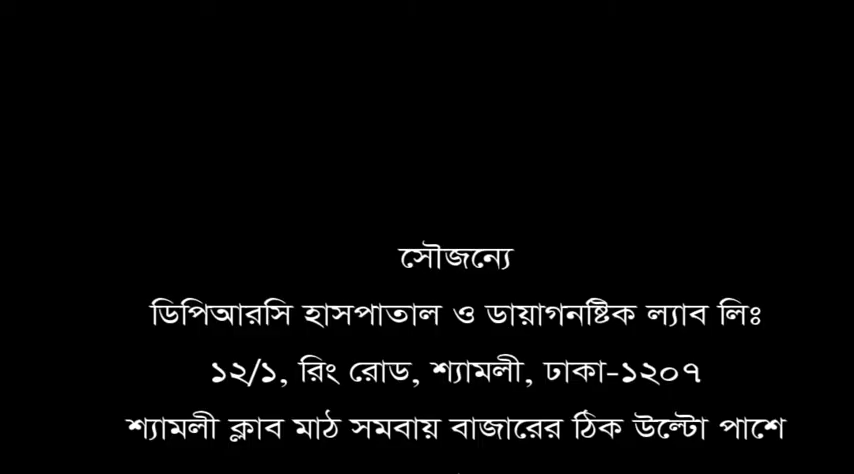 সৌজন্যে
ডিপিআরসি হাসপাতাল ও ডায়াগনষ্টিক ল্যাব লিঃ
১২/১, রিং রোড, শ্যামলী, ঢাকা-১২০৭
শ্যামলী ক্লাব মাঠ সমবায় বাজারের ঠিক উল্টো পাশে